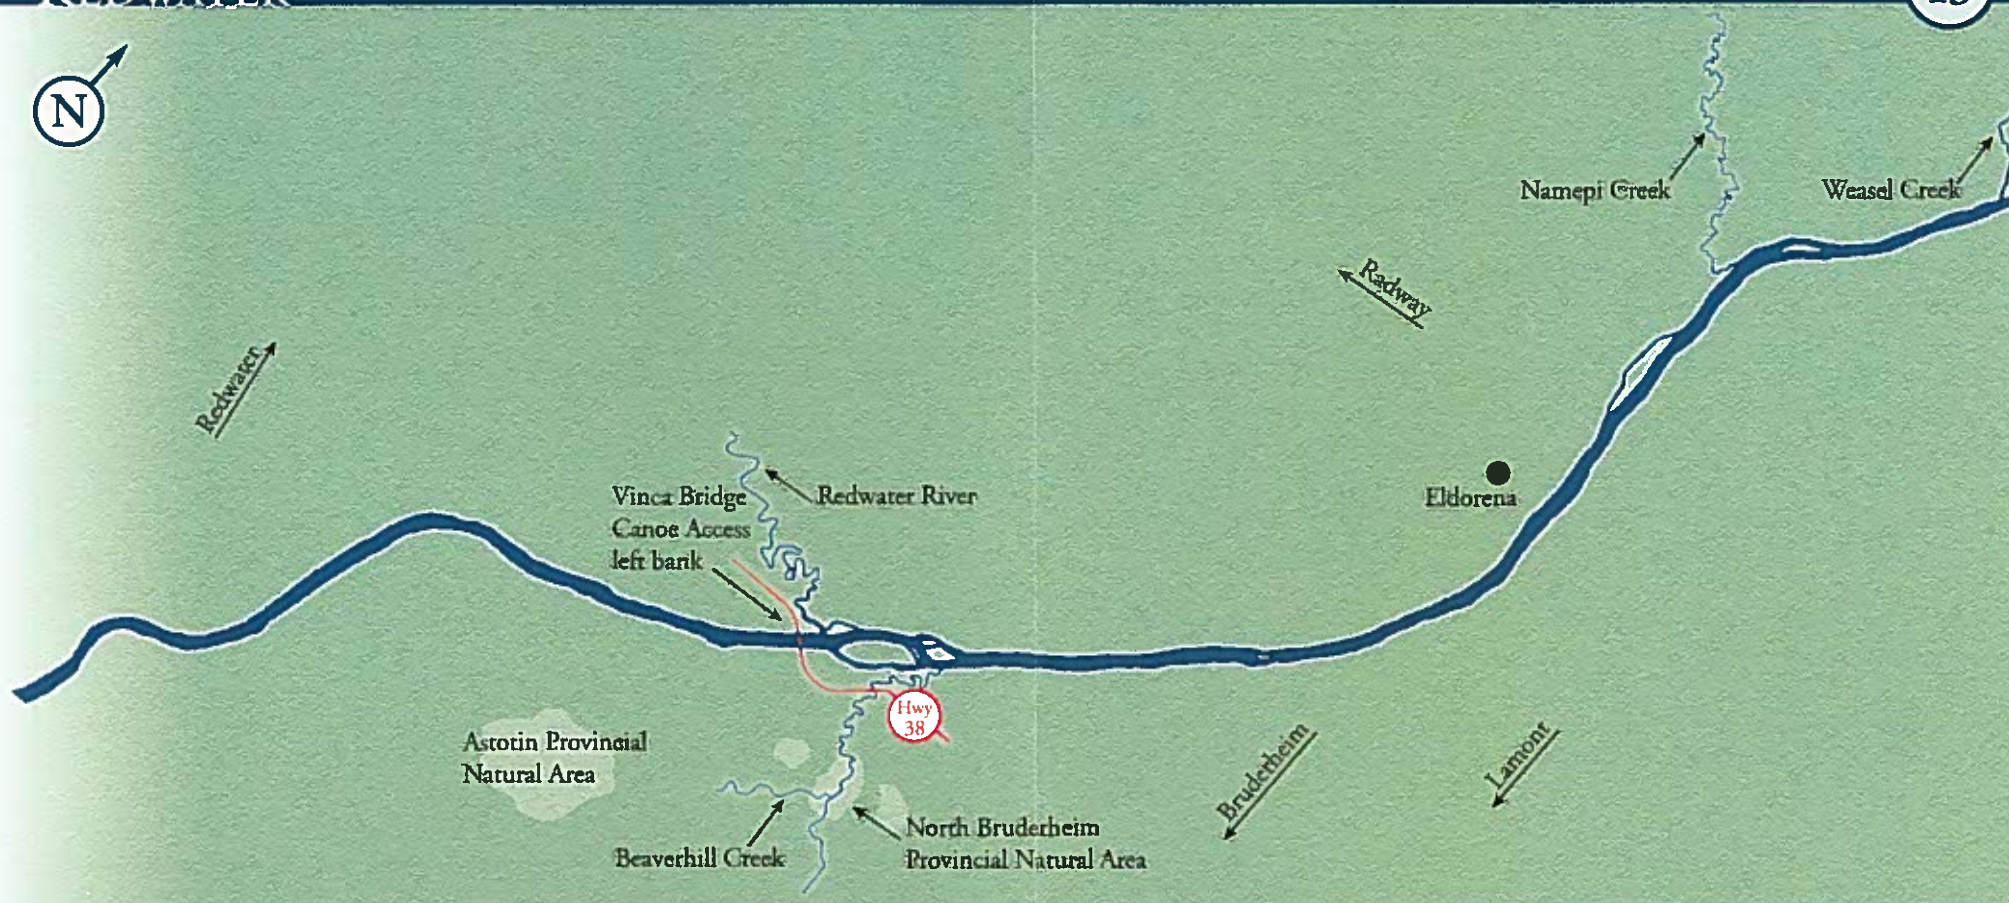 REDWATER
N
Namepi Creek
Weasel Creek
Radway
Redwater
Vinca Bridge
Canoe Access
left bank
Redwater River
Eldorena
Hwy
38
Astotin Provincial
Natural Area
Bruderheim
Lamont
North Bruderheim
Provincial Natural Area
Beaverhill Creek